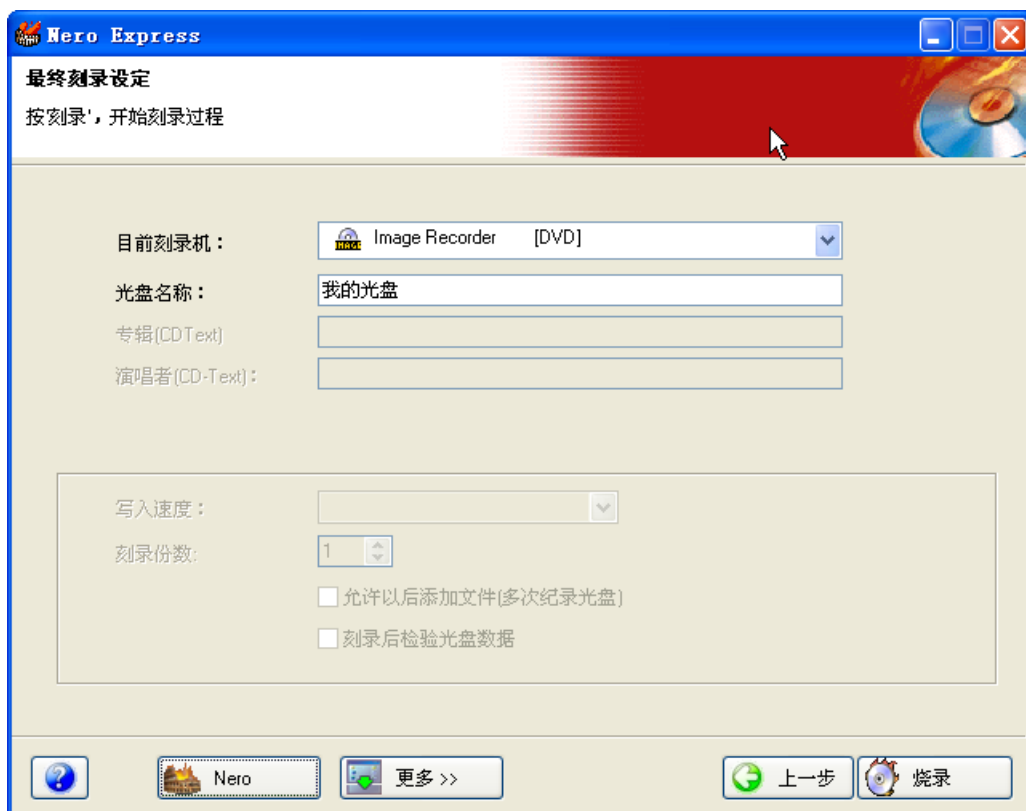 Nero Express
最终刻录设定
按'刻录', 开始刻录过程
目前刻录机：
IMAGE Image Recorder [DVD]
光盘名称：
我的光盘
专辑(CDText)
演唱者(CD-Text)：
写入速度：
刻录份数:
1
允许以后添加文件(多次纪录光盘)
刻录后检验光盘数据
Nero
更多 >>
上一步
烧录